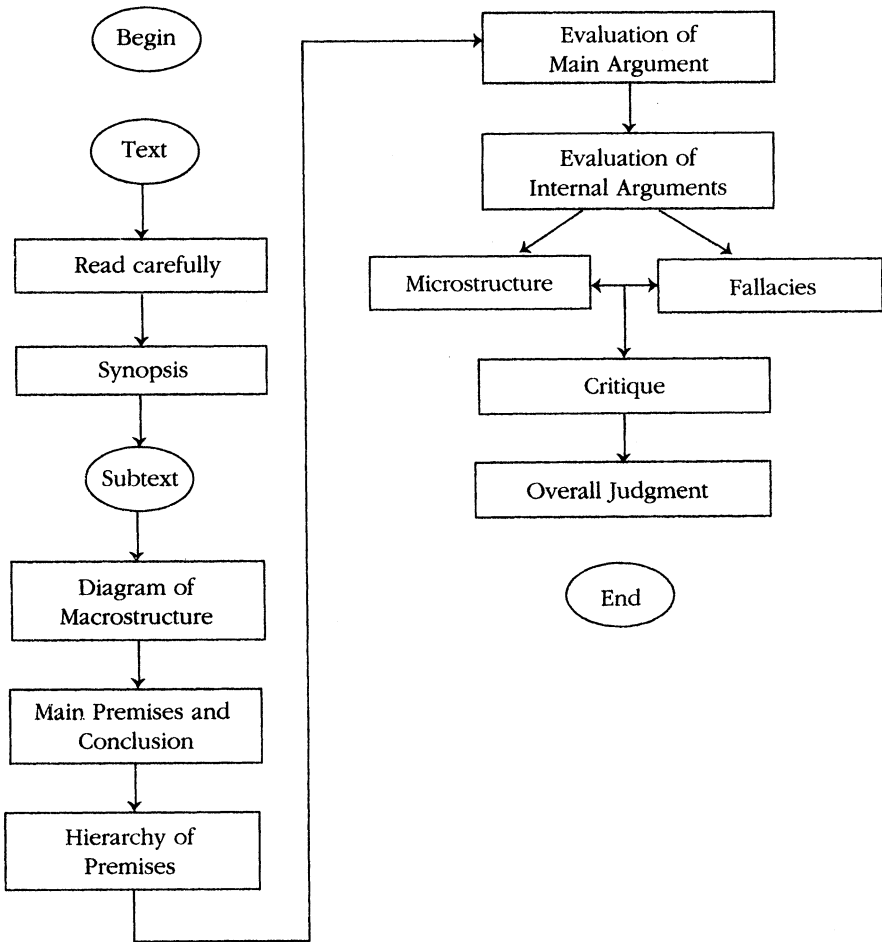 Begin
Text
Read carefully
Synopsis
Subtext
Diagram of
Macrostructure
Main Premises and
Conclusion
Hierarchy of
Premises
Evaluation of
Main Argument
Evaluation of
Internal Arguments
Microstructure
Fallacies
Critique
Overall Judgment
End